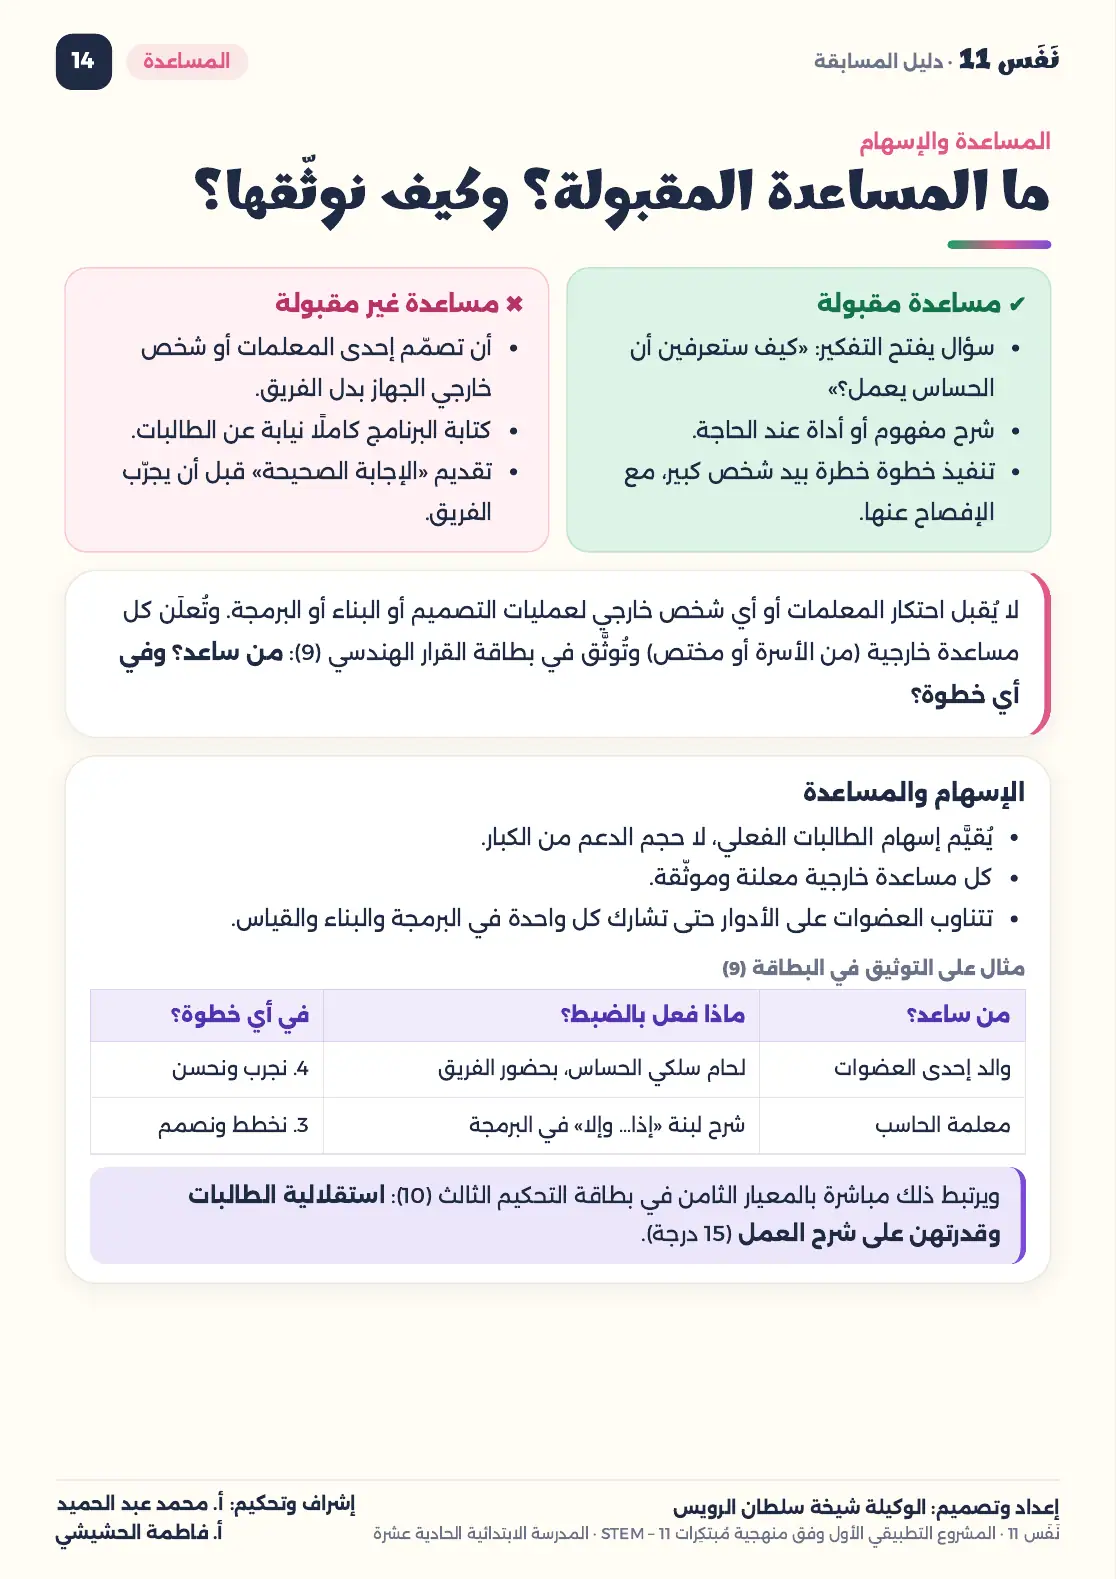 نَفَس 11 · دليل المسابقة
المساعدة
14
المساعدة والإسهام
ما المساعدة المقبولة؟ وكيف نوثّقها؟
✔ مساعدة مقبولة
• سؤال يفتح التفكير: «كيف ستعرفين أن
الحساس يعمل؟»
• شرح مفهوم أو أداة عند الحاجة.
• تنفيذ خطوة خطرة بيد شخص كبير، مع
الإفصاح عنها.
✖ مساعدة غير مقبولة
• أن تصمّم إحدى المعلمات أو شخص
خارجي الجهاز بدل الفريق.
• كتابة البرنامج كاملًا نيابة عن الطالبات.
• تقديم «الإجابة الصحيحة» قبل أن يجرّب
الفريق.
لا يُقبل احتكار المعلمات أو أي شخص خارجي لعمليات التصميم أو البناء أو البرمجة. وتُعلَن كل
مساعدة خارجية (من الأسرة أو مختص) وتُوثَّق في بطاقة القرار الهندسي (9): من ساعد؟ وفي
أي خطوة؟
الإسهام والمساعدة
• يُقيَّم إسهام الطالبات الفعلي، لا حجم الدعم من الكبار.
• كل مساعدة خارجية معلنة وموثّقة.
• تتناوب العضوات على الأدوار حتى تشارك كل واحدة في البرمجة والبناء والقياس.
مثال على التوثيق في البطاقة (9)
من ساعد؟ ماذا فعل بالضبط؟ في أي خطوة؟
والد إحدى العضوات لحام سلكي الحساس، بحضور الفريق 4. نجرب ونحسن
معلمة الحاسب شرح لبنة «إذا... وإلا» في البرمجة 3. نخطط ونصمم
ويرتبط ذلك مباشرة بالمعيار الثامن في بطاقة التحكيم الثالث (10): استقلالية الطالبات
وقدرتهن على شرح العمل (15 درجة).
إعداد وتصميم: الوكيلة شيخة سلطان الرويس
نَفَس 11 · المشروع التطبيقي الأول وفق منهجية مُبتكِرات 11 – STEM · المدرسة الابتدائية الحادية عشرة
إشراف وتحكيم: أ. محمد عبد الحميد
أ. فاطمة الحشيشي